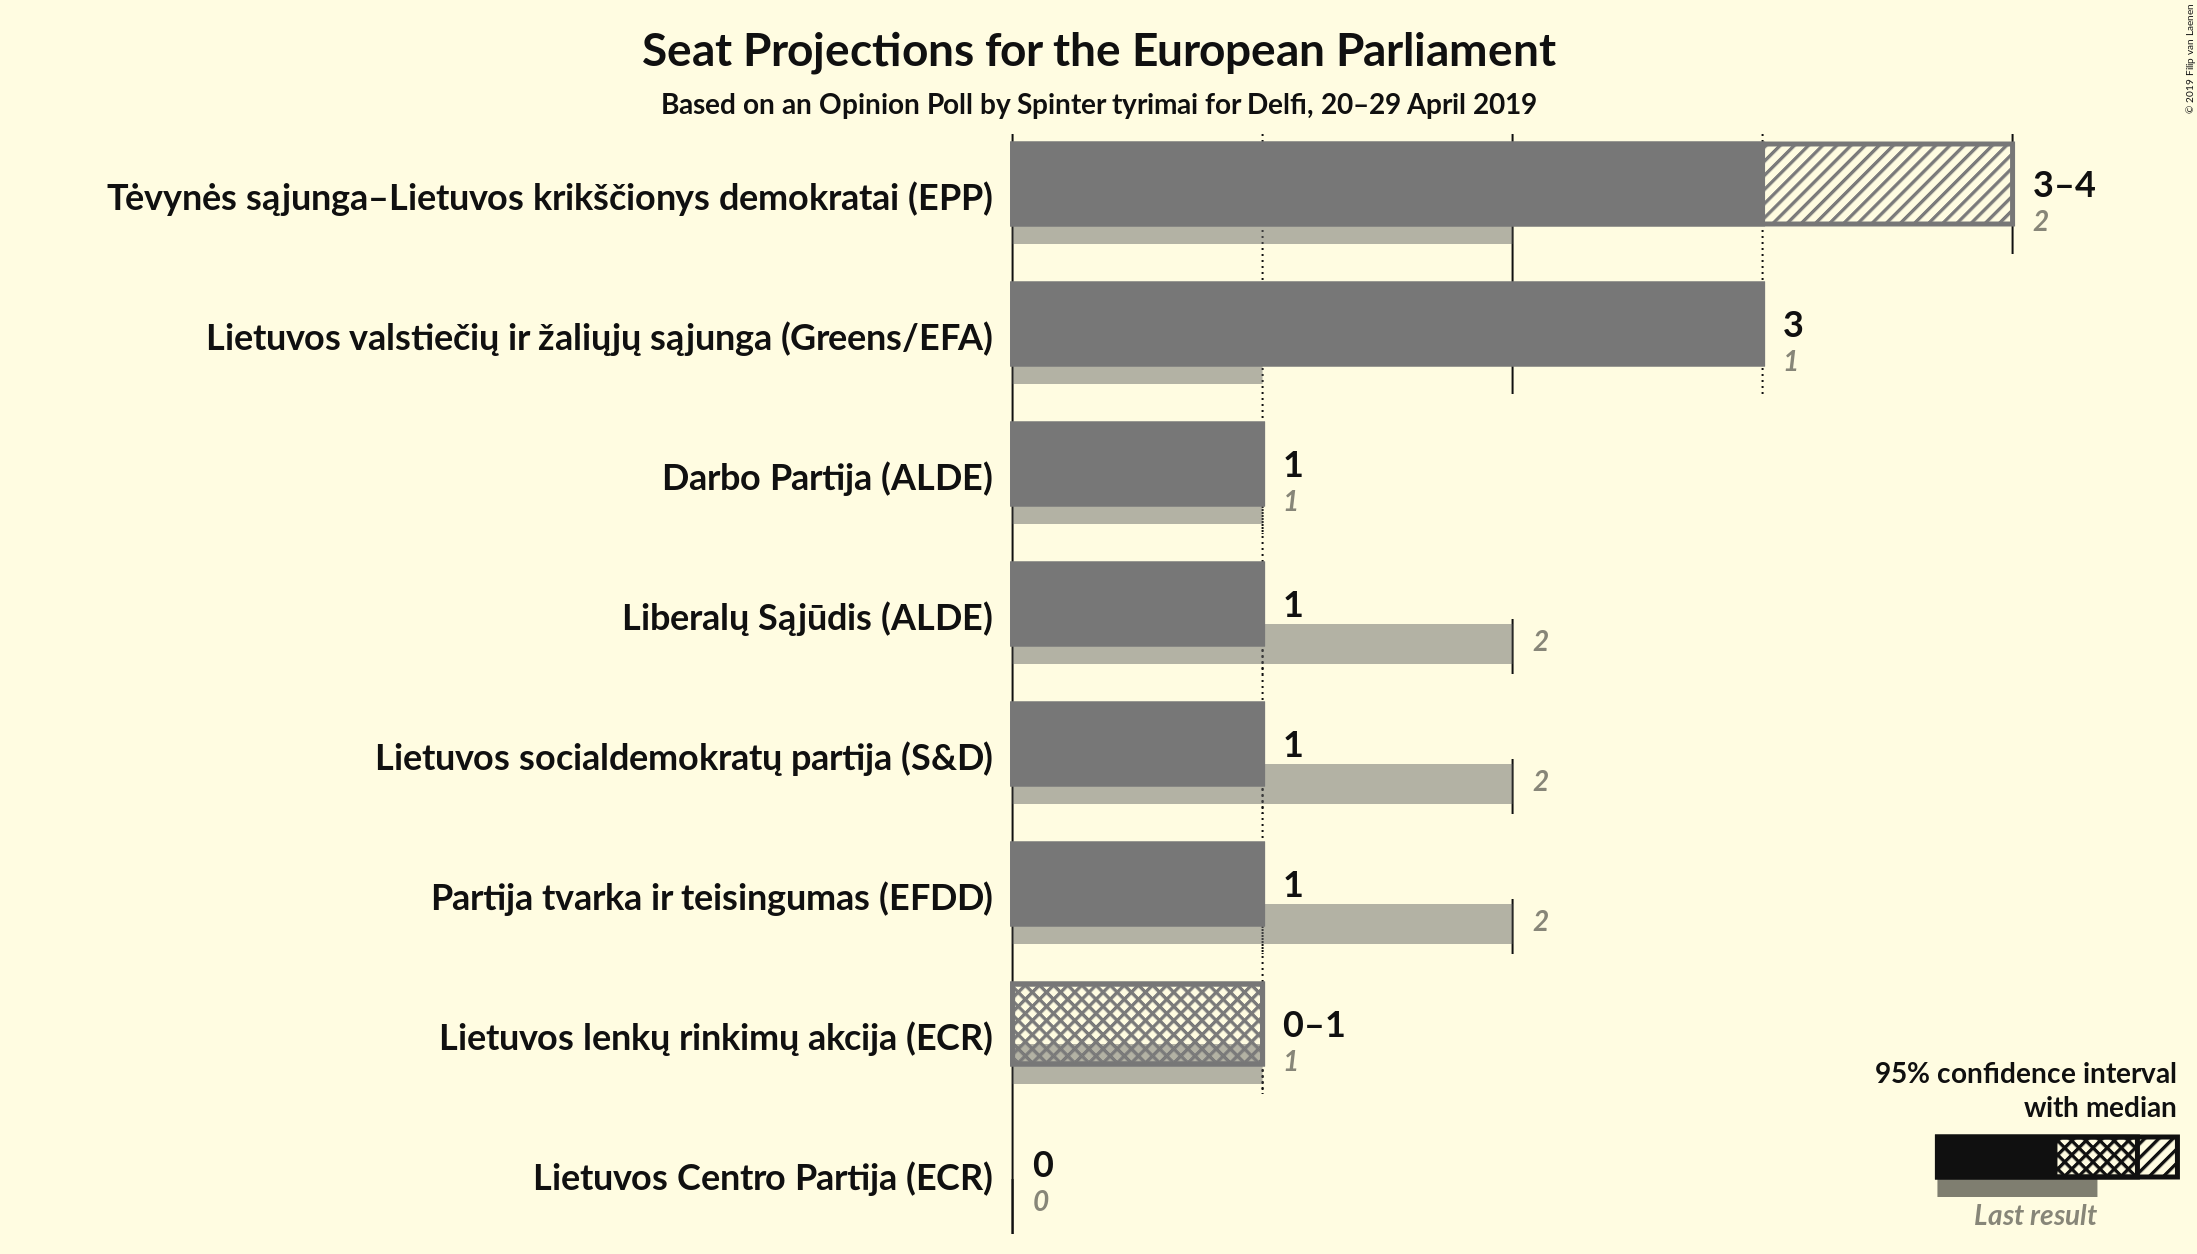 Seat Projections for the European Parliament
Based on an Opinion Poll by Spinter tyrimai for Delfi, 20–29 April 2019
© 2019 Filip van Laenen
Tėvynės sąjunga–Lietuvos krikščionys demokratai (EPP)
3–4
2
Lietuvos valstiečių ir žaliųjų sąjunga (Greens/EFA)
3
1
Darbo Partija (ALDE)
1
1
Liberalų Sąjūdis (ALDE)
1
2
Lietuvos socialdemokratų partija (S&D)
1
2
Partija tvarka ir teisingumas (EFDD)
1
2
Lietuvos lenkų rinkimų akcija (ECR)
0–1
1
Lietuvos Centro Partija (ECR)
0
0
95% confidence interval
with median
Last result